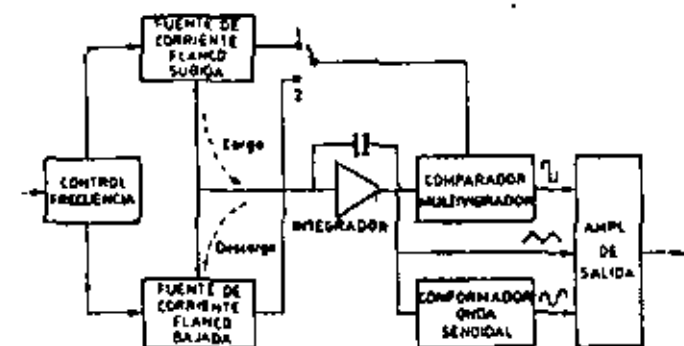 FUENTE DE
CORRIENTE
FLANCO
SUBIDA
1
2
Carga
CONTROL
FRECUENCIA
INTEGRADOR
COMPARADOR
MULTIVIBRADOR
Descarga
AMPL
DE
SALIDA
FUENTE DE
CORRIENTE
FLANCO
BAJADA
CONFORMADOR
ONDA
SENOIDAL